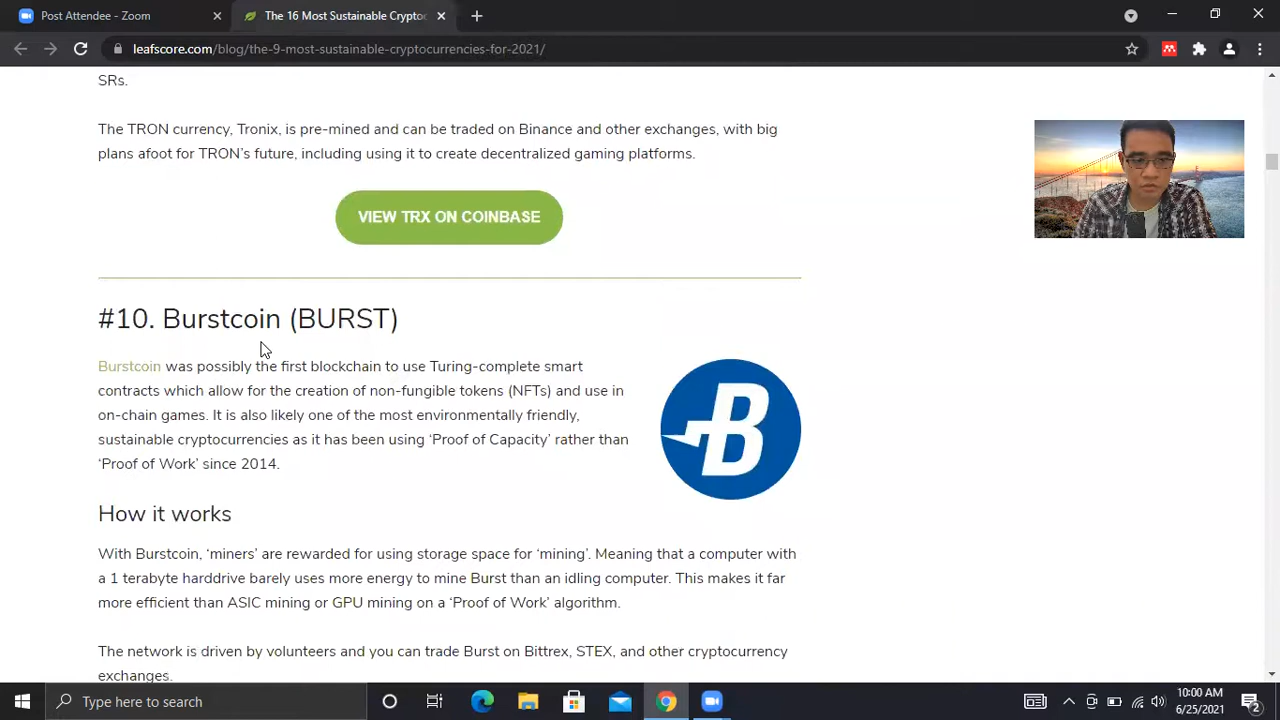 Post Attendee - Zoom
The 16 Most Sustainable Cryptoc
leafscore.com/blog/the-9-most-sustainable-cryptocurrencies-for-2021/
SRs.
The TRON currency, Tronix, is pre-mined and can be traded on Binance and other exchanges, with big
plans afoot for TRON's future, including using it to create decentralized gaming platforms.
VIEW TRX ON COINBASE
#10. Burstcoin (BURST)
Burstcoin was possibly the first blockchain to use Turing-complete smart
contracts which allow for the creation of non-fungible tokens (NFTs) and use in
on-chain games. It is also likely one of the most environmentally friendly,
sustainable cryptocurrencies as it has been using ‘Proof of Capacity’ rather than
‘Proof of Work’ since 2014.
B
How it works
With Burstcoin, ‘miners’ are rewarded for using storage space for ‘mining’. Meaning that a computer with
a 1 terabyte harddrive barely uses more energy to mine Burst than an idling computer. This makes it far
more efficient than ASIC mining or GPU mining on a ‘Proof of Work’ algorithm.
The network is driven by volunteers and you can trade Burst on Bittrex, STEX, and other cryptocurrency
exchanges.
Type here to search
10:00 AM
6/25/2021
2